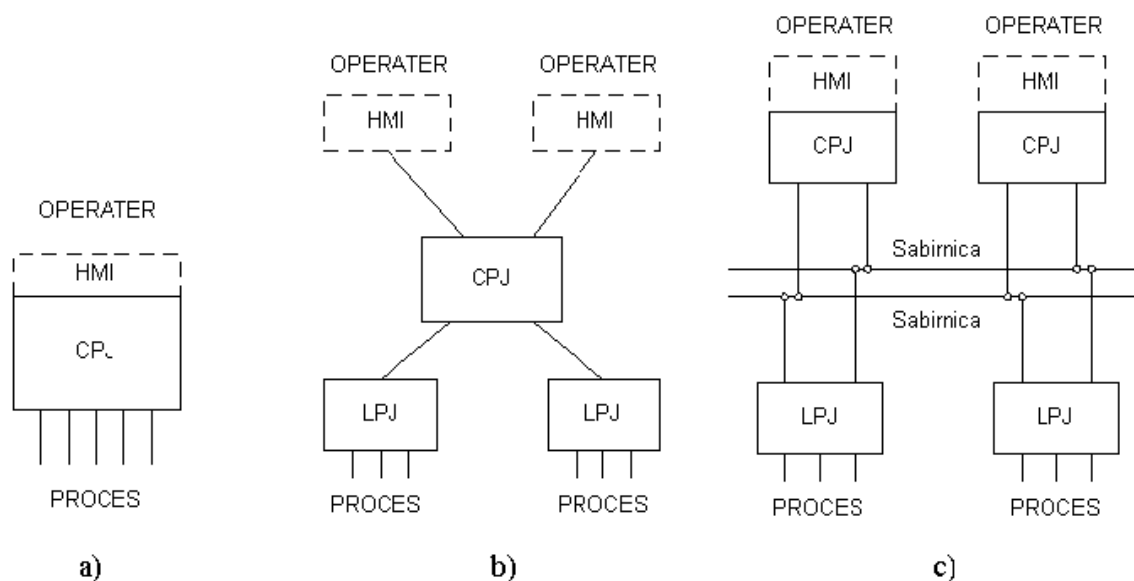 OPERATER
HMI
CPJ
PROCES
a)
OPERATER OPERATER
HMI HMI
CPJ
LPJ LPJ
PROCES PROCES
b)
OPERATER OPERATER
HMI HMI
CPJ CPJ
Sabirnica
Sabirnica
LPJ LPJ
PROCES PROCES
c)